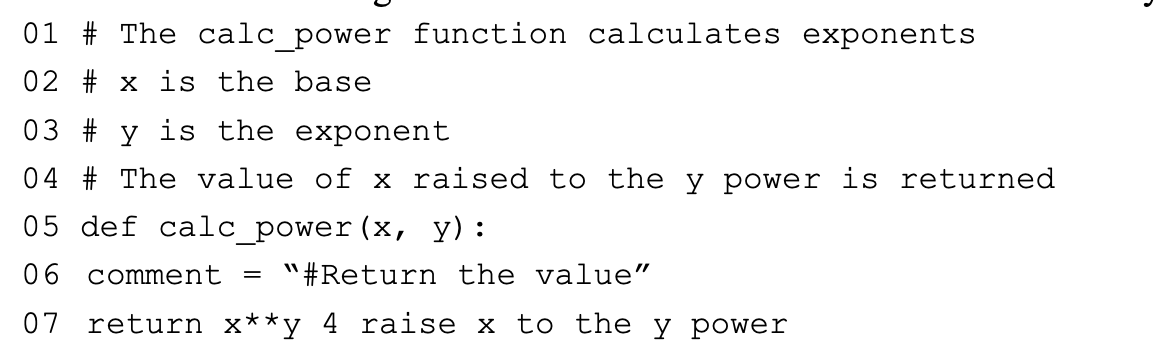 01 # The calc_power function calculates exponents
02 # x is the base
03 # y is the exponent
04 # The value of x raised to the y power is returned
05 def calc_power(x, y):
06 comment = “#Return the value”
07 return x**y 4 raise x to the y power